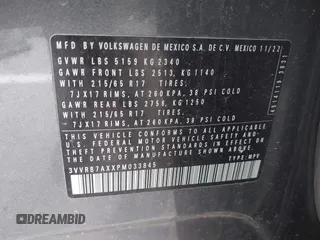 MFD BY VOLKSWAGEN DE MEXICO S.A. DE C.V. MEXICO 11/22
GVWR LBS 5159 KG 2340
GAWR FRONT LBS 2513, KG 1140
WITH 215/65 R17 TIRES:
7JX17 RIMS, AT 260 KPA, 38 PSI COLD
GAWR REAR LBS 2756, KG 1250
WITH 215/65 R17 TIRES:
7JX17 RIMS, AT 260 KPA, 38 PSI COLD
THIS VEHICLE CONFORMS TO ALL APPLICABLE
FEDERAL MOTOR VEHICLE SAFETY STANDARDS
IN EFFECT ON THE DATE OF MANUFACTURE
SHOWN ABOVE.
3VVRB7AXXPM033845 TYPE: MPV
DREAMBID